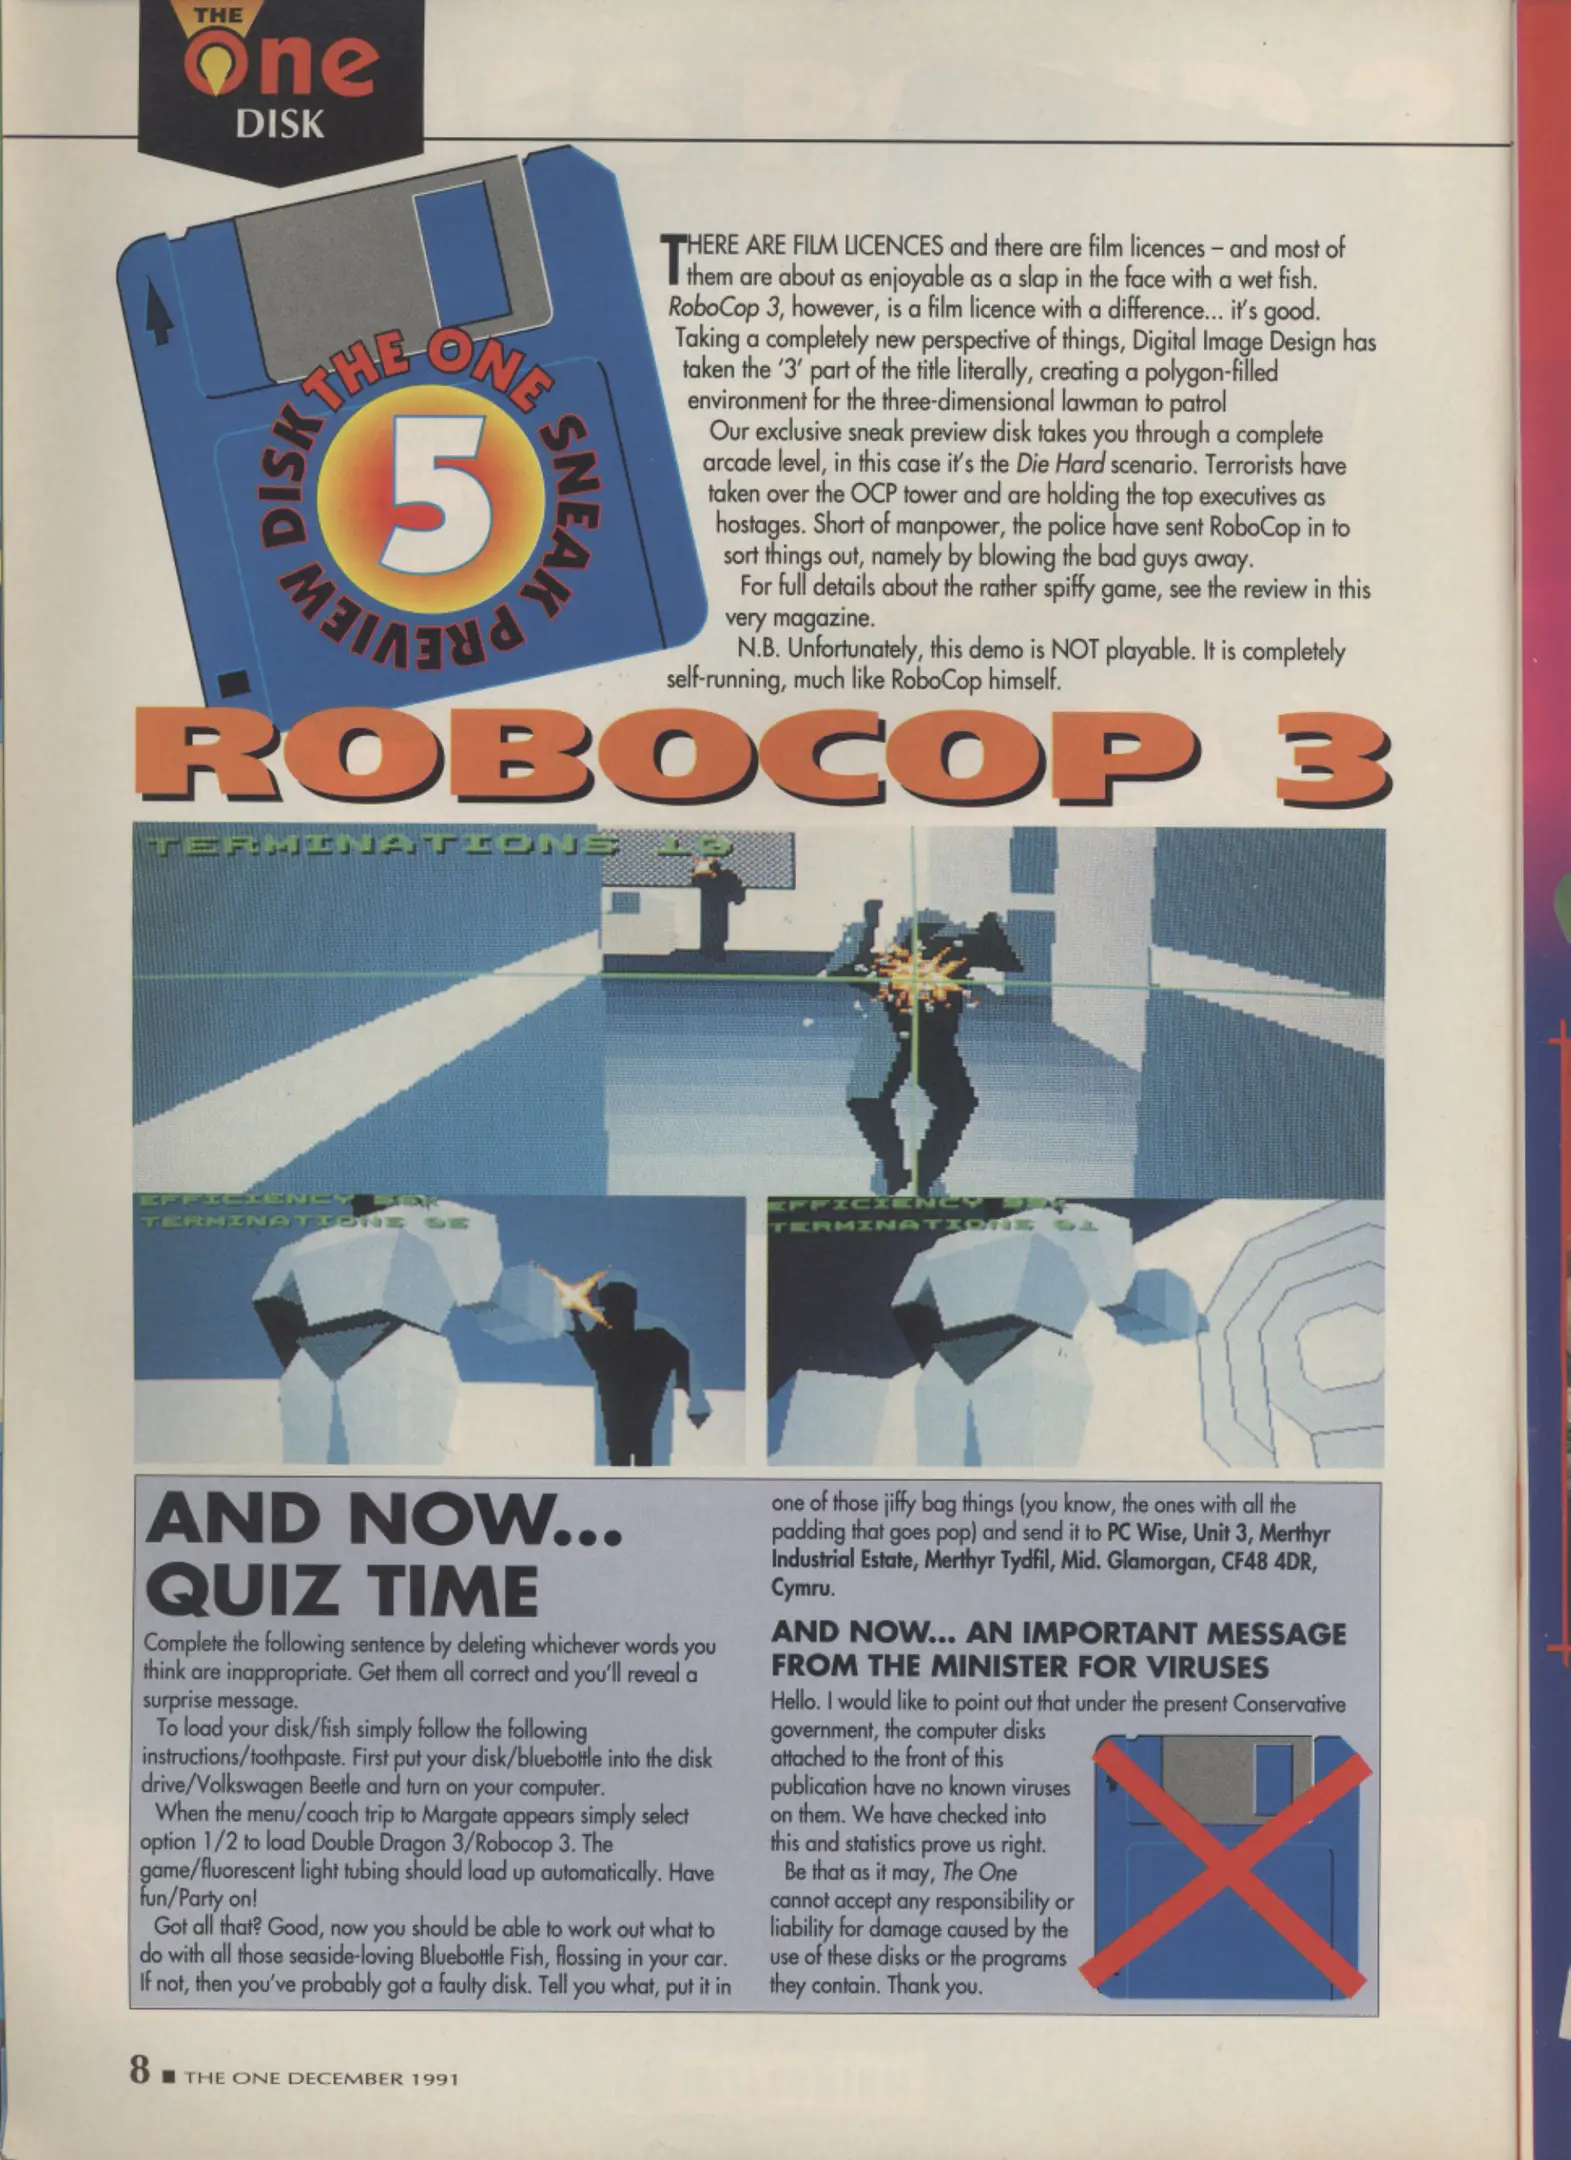 THE
One
DISK
THE ONE SNEAK PREVIEW DISK
5
THERE ARE FILM LICENCES and there are film licences – and most of
them are about as enjoyable as a slap in the face with a wet fish.
RoboCop 3, however, is a film licence with a difference... it's good.
Taking a completely new perspective of things, Digital Image Design has
taken the '3' part of the title literally, creating a polygon-filled
environment for the three-dimensional lawman to patrol
Our exclusive sneak preview disk takes you through a complete
arcade level, in this case it's the Die Hard scenario. Terrorists have
taken over the OCP tower and are holding the top executives as
hostages. Short of manpower, the police have sent RoboCop in to
sort things out, namely by blowing the bad guys away.
For full details about the rather spiffy game, see the review in this
very magazine.
N.B. Unfortunately, this demo is NOT playable. It is completely
self-running, much like RoboCop himself.
ROBOCOP 3
TERMINATIONS 10
EFFICIENCY
TERMINATIONS
EFFICIENCY
TERMINATIONS 01
AND NOW...
QUIZ TIME
Complete the following sentence by deleting whichever words you
think are inappropriate. Get them all correct and you'll reveal a
surprise message.
To load your disk/fish simply follow the following
instructions/toothpaste. First put your disk/bluebottle into the disk
drive/Volkswagen Beetle and turn on your computer.
When the menu/coach trip to Margate appears simply select
option 1/2 to load Double Dragon 3/Robocop 3. The
game/fluorescent light tubing should load up automatically. Have
fun/Party on!
Got all that? Good, now you should be able to work out what to
do with all those seaside-loving Bluebottle Fish, flossing in your car.
If not, then you've probably got a faulty disk. Tell you what, put it in
one of those jiffy bag things (you know, the ones with all the
padding that goes pop) and send it to PC Wise, Unit 3, Merthyr
Industrial Estate, Merthyr Tydfil, Mid. Glamorgan, CF48 4DR,
Cymru.
AND NOW... AN IMPORTANT MESSAGE
FROM THE MINISTER FOR VIRUSES
Hello. I would like to point out that under the present Conservative
government, the computer disks
attached to the front of this
publication have no known viruses
on them. We have checked into
this and statistics prove us right.
Be that as it may, The One
cannot accept any responsibility or
liability for damage caused by the
use of these disks or the programs
they contain. Thank you.
8 ■ THE ONE DECEMBER 1991